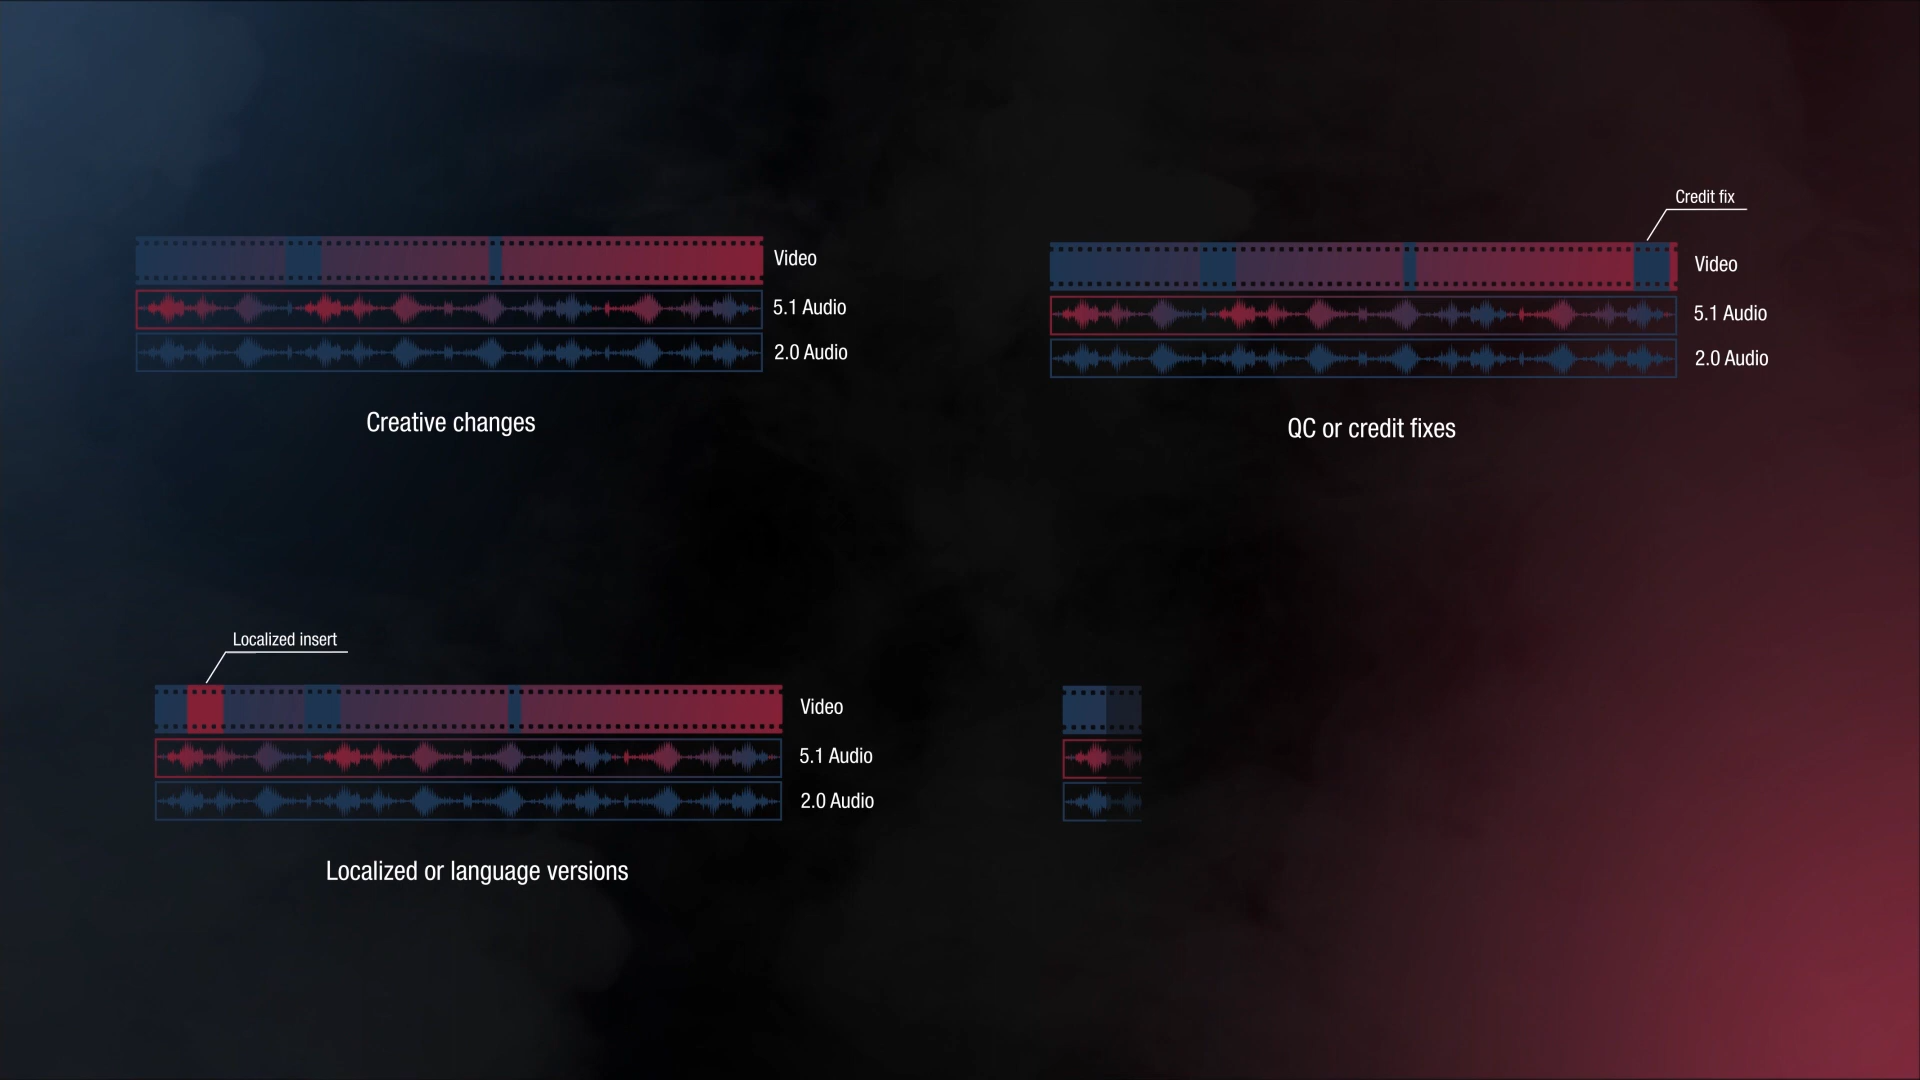 Video
5.1 Audio
2.0 Audio
Creative changes
Credit fix
Video
5.1 Audio
2.0 Audio
QC or credit fixes
Localized insert
Video
5.1 Audio
2.0 Audio
Localized or language versions